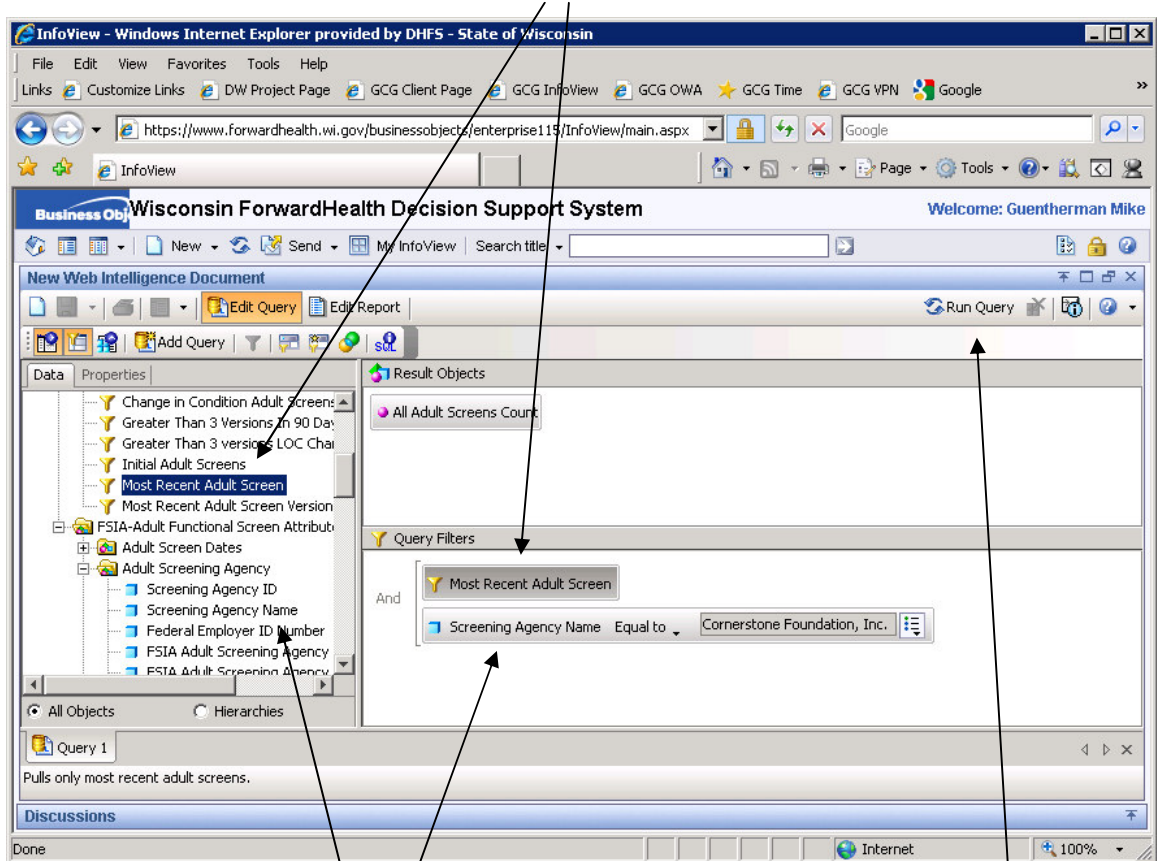 InfoView - Windows Internet Explorer provided by DHFS - State of Wisconsin
File Edit View Favorites Tools Help
Links Customize Links DW Project Page GCG Client Page GCG InfoView GCG OWA GCG Time GCG VPN Google »
https://www.forwardhealth.wi.gov/businessobjects/enterprise115/InfoView/main.aspx Google
InfoView Page Tools
Business Obj Wisconsin ForwardHealth Decision Support System Welcome: Guentherman Mike
New Send My InfoView Search title
New Web Intelligence Document
Edit Query Edit Report Run Query
Add Query SQL
Data Properties Result Objects
Change in Condition Adult Screens
All Adult Screens Count
Greater Than 3 Versions In 90 Day
Greater Than 3 versions LOC Char
Initial Adult Screens
Most Recent Adult Screen
Most Recent Adult Screen Version
FSIA-Adult Functional Screen Attribut
Query Filters
Adult Screen Dates
Adult Screening Agency
And Most Recent Adult Screen
Screening Agency ID
Screening Agency Name
Screening Agency Name Equal to Cornerstone Foundation, Inc.
Federal Employer ID Number
FSIA Adult Screening Agency
FSIA Adult Screening Agency
All Objects Hierarchies
Query 1
Pulls only most recent adult screens.
Discussions
Done Internet 100%